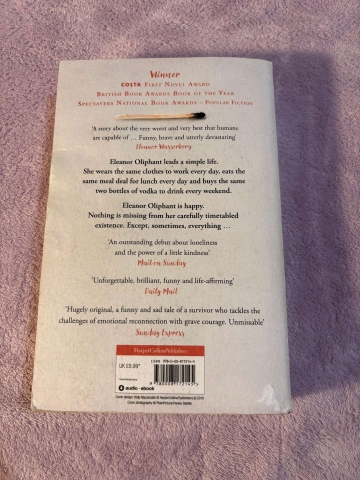 Winner
COSTA FIRST NOVEL AWARD
BRITISH BOOK AWARDS BOOK OF THE YEAR
SPECSAVERS NATIONAL BOOK AWARDS – POPULAR FICTION
'A story about the very worst and very best that humans
are capable of ... Funny, brave and utterly devastating'
Eleanor Wasserberg
Eleanor Oliphant leads a simple life.
She wears the same clothes to work every day, eats the
same meal deal for lunch every day and buys the same
two bottles of vodka to drink every weekend.
Eleanor Oliphant is happy.
Nothing is missing from her carefully timetabled
existence. Except, sometimes, everything ...
'An outstanding debut about loneliness
and the power of a little kindness'
Mail on Sunday
'Unforgettable, brilliant, funny and life-affirming'
Daily Mail
'Hugely original, a funny and sad tale of a survivor who tackles the
challenges of emotional reconnection with grave courage. Unmissable'
Sunday Express
HarperCollinsPublishers
ISBN
UK £8.99
audio · ebook